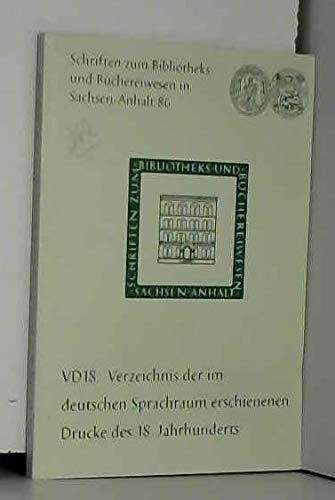 Schriften zum Bibliotheks-
und Büchereiwesen in
Sachsen-Anhalt 86
SCHRIFTEN ZUM
BIBLIOTHEKS-UND
BÜCHEREIWESEN
SACHSEN-ANHALT
VD18. Verzeichnis der im
deutschen Sprachraum erschienenen
Drucke des 18. Jahrhunderts